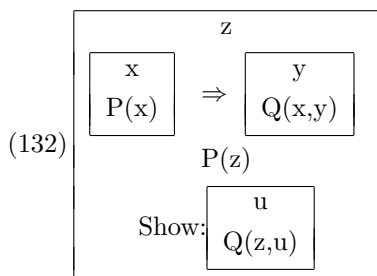 z
x y
P(x) ⇒ Q(x,y)
(132)
P(z)
u
Show:
Q(z,u)